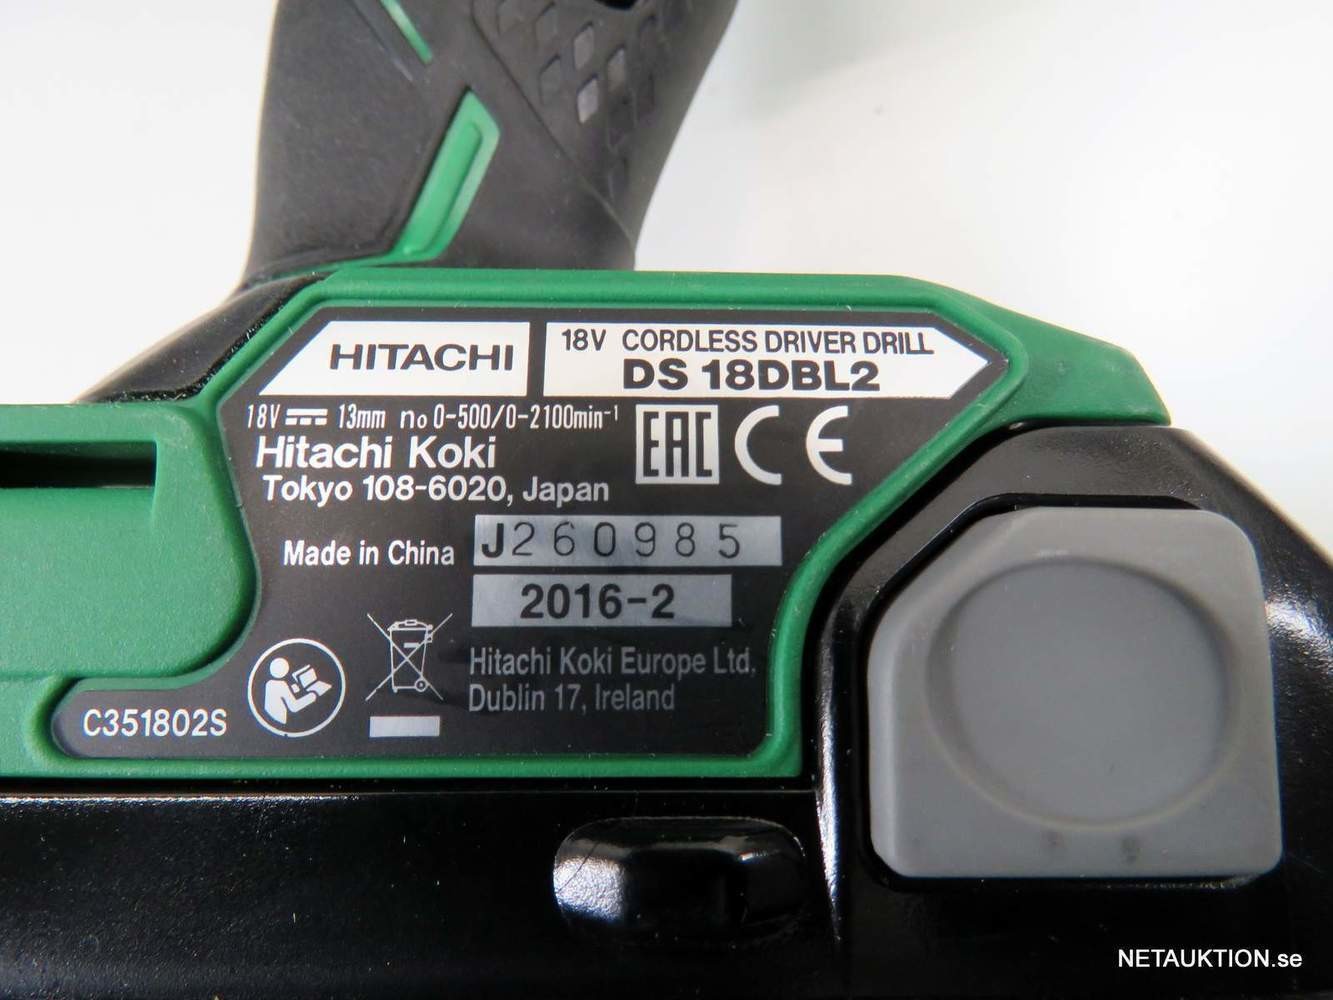 HITACHI
18V CORDLESS DRIVER DRILL
DS 18DBL2
18V ⎓ 13mm no 0-500/0-2100min⁻¹
Hitachi Koki
EAC CE
Tokyo 108-6020, Japan
Made in China J260985
2016-2
Hitachi Koki Europe Ltd.
Dublin 17, Ireland
C351802S
NETAUKTION.se